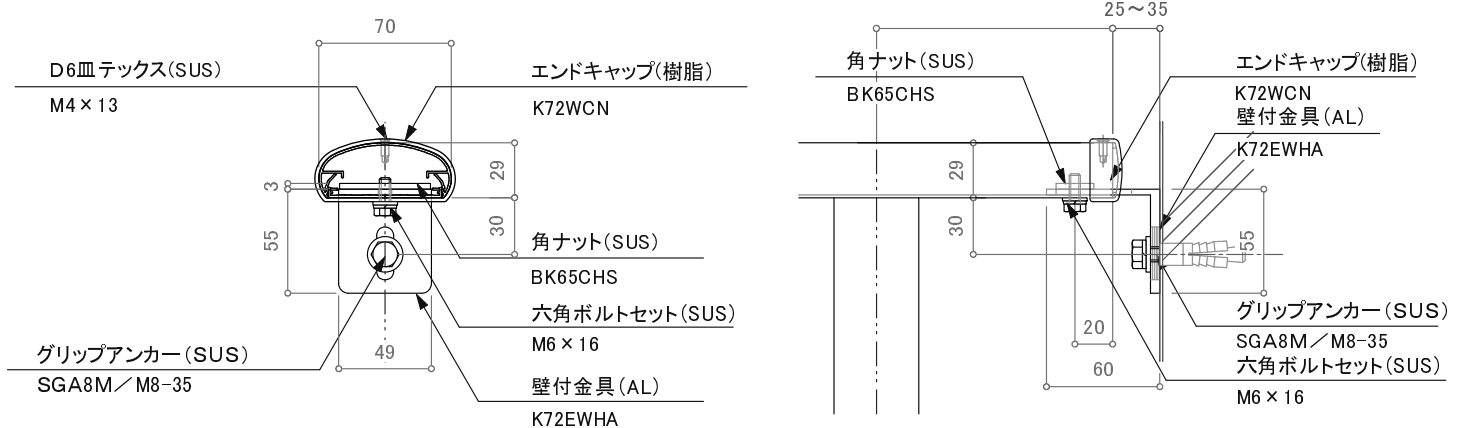 70
D6皿テックス(SUS)
M4×13
エンドキャップ(樹脂)
K72WCN
29
30
3
55
角ナット(SUS)
BK65CHS
六角ボルトセット(SUS)
M6×16
49
グリップアンカー(SUS)
SGA8M/M8-35
壁付金具(AL)
K72EWHA
25~35
角ナット(SUS)
BK65CHS
エンドキャップ(樹脂)
K72WCN
壁付金具(AL)
K72EWHA
29
30
55
20
60
グリップアンカー(SUS)
SGA8M/M8-35
六角ボルトセット(SUS)
M6×16